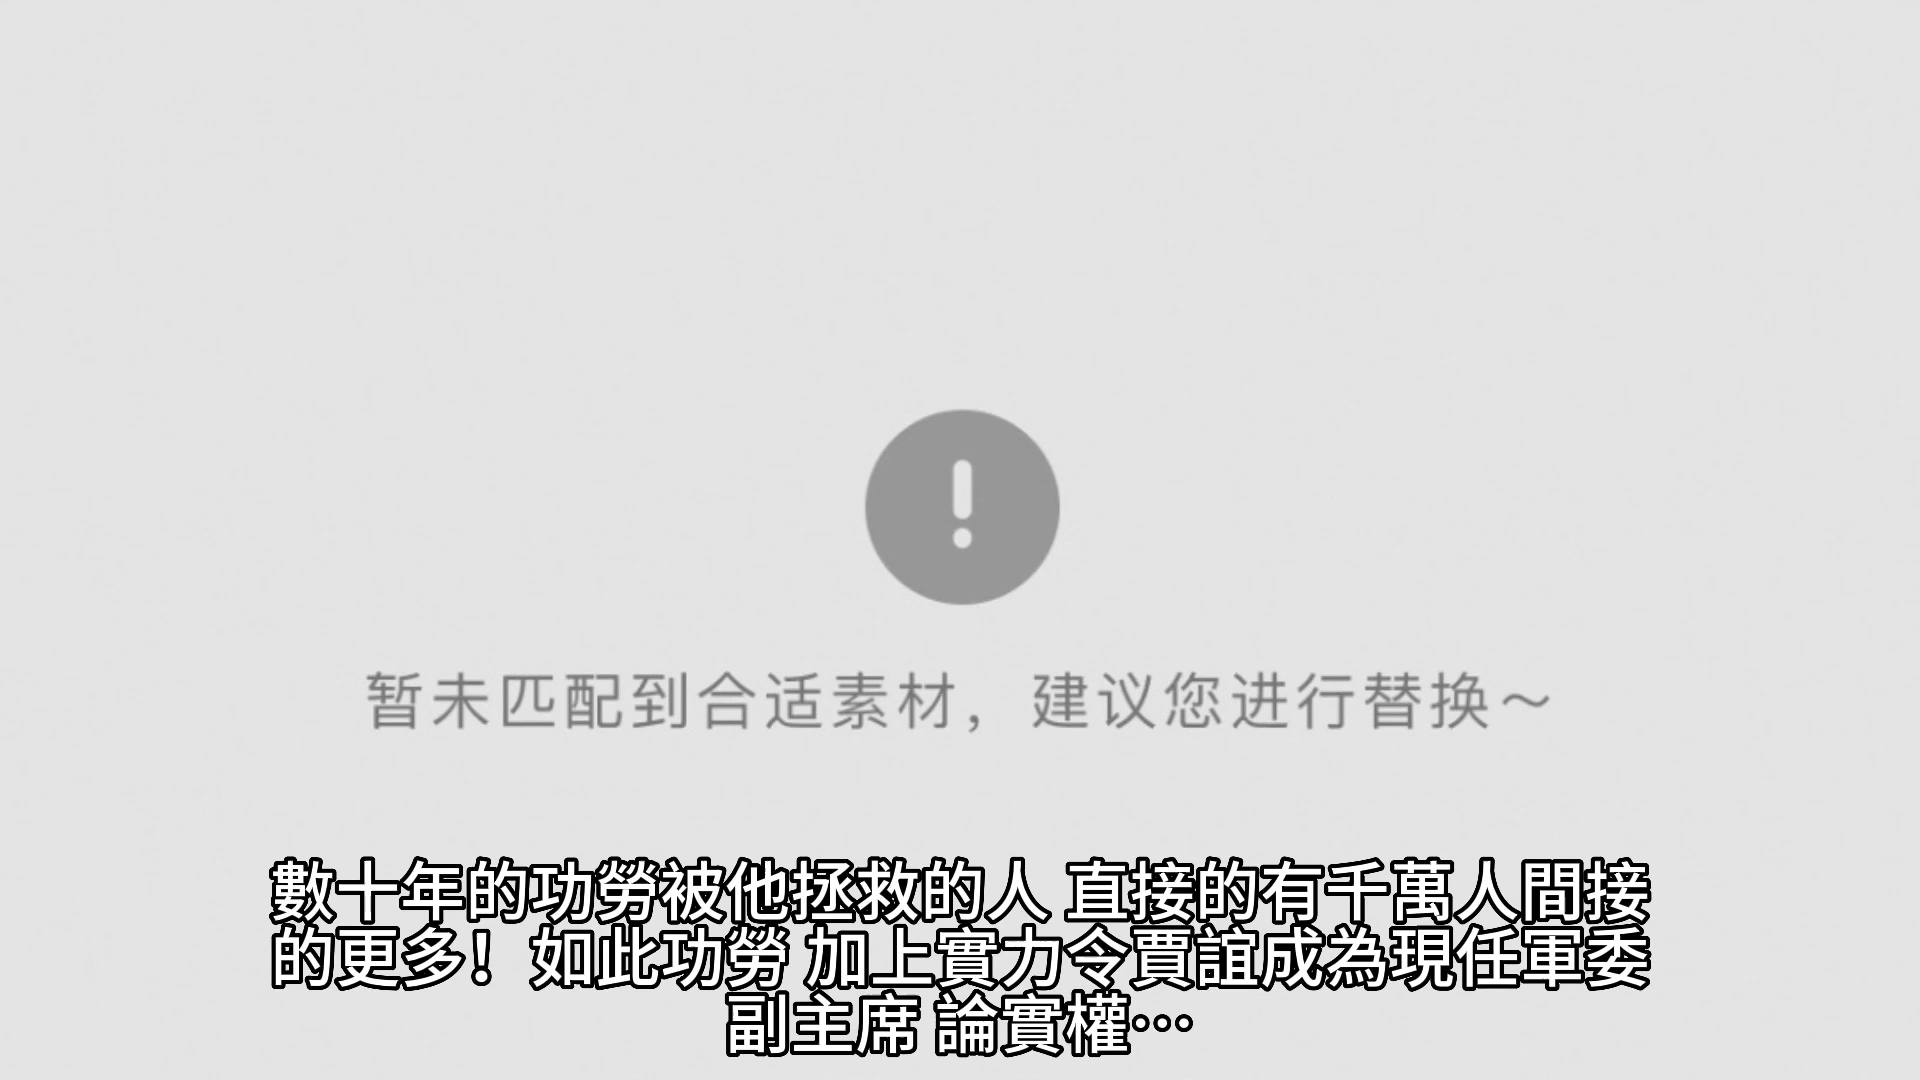 暂未匹配到合适素材，建议您进行替换～
數十年的功勞被他拯救的人 直接的有千萬人間接
的更多！如此功勞 加上實力令賈誼成為現任軍委
副主席 論實權…